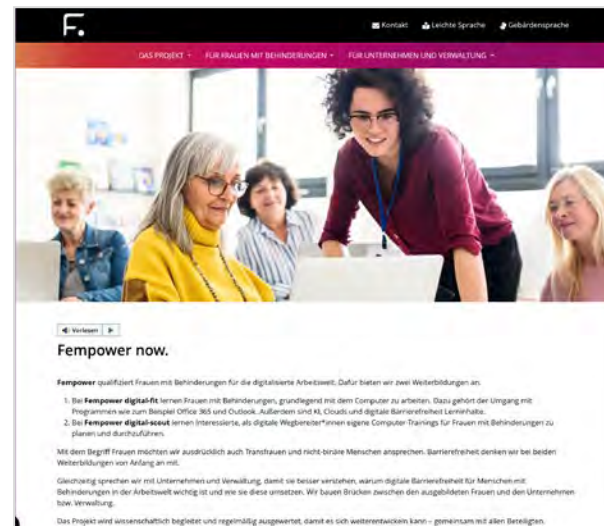 F.
Kontakt Leichte Sprache Gebärdensprache
DAS PROJEKT FÜR FRAUEN MIT BEHINDERUNGEN FÜR UNTERNEHMEN UND VERWALTUNG
Vorlesen
Fempower now.
Fempower qualifiziert Frauen mit Behinderungen für die digitalisierte Arbeitswelt. Dafür bieten wir zwei Weiterbildungen an.
1. Bei Fempower digital-fit lernen Frauen mit Behinderungen, grundlegend mit dem Computer zu arbeiten. Dazu gehört der Umgang mit
Programmen wie zum Beispiel Office 365 und Outlook. Außerdem sind KI, Clouds und digitale Barrierefreiheit Lerninhalte.
2. Bei Fempower digital-scout lernen Interessierte, als digitale Wegbereiter*innen eigene Computer-Trainings für Frauen mit Behinderungen zu
planen und durchzuführen.
Mit dem Begriff Frauen möchten wir ausdrücklich auch Transfrauen und nicht-binäre Menschen ansprechen. Barrierefreiheit denken wir bei beiden
Weiterbildungen von Anfang an mit.
Gleichzeitig sprechen wir mit Unternehmen und Verwaltung, damit sie besser verstehen, warum digitale Barrierefreiheit für Menschen mit
Behinderungen in der Arbeitswelt wichtig ist und wie sie diese umsetzen. Wir bauen Brücken zwischen den ausgebildeten Frauen und den Unternehmen
bzw. Verwaltung.
Das Projekt wird wissenschaftlich begleitet und regelmäßig ausgewertet, damit es sich weiterentwickeln kann – gemeinsam mit allen Beteiligten.